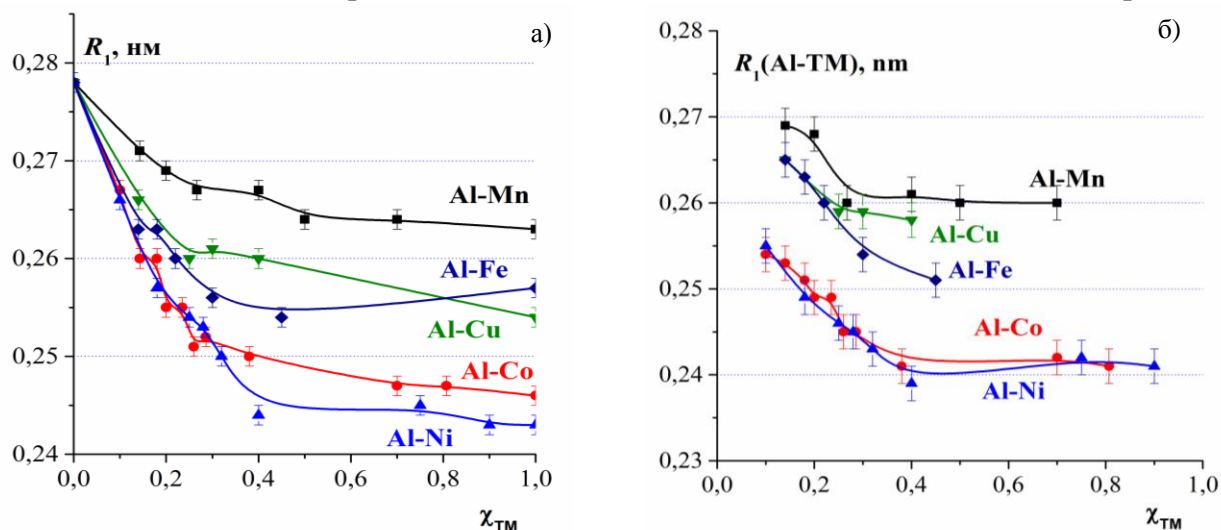 а)
R₁, нм
0,28
0,27
0,26
0,25
0,24
0,0 0,2 0,4 0,6 0,8 1,0
χTM
Al-Mn
Al-Fe
Al-Cu
Al-Co
Al-Ni
б)
R₁(Al-TM), nm
0,28
0,27
0,26
0,25
0,24
0,23
0,0 0,2 0,4 0,6 0,8 1,0
χTM
Al-Mn
Al-Cu
Al-Fe
Al-Co
Al-Ni